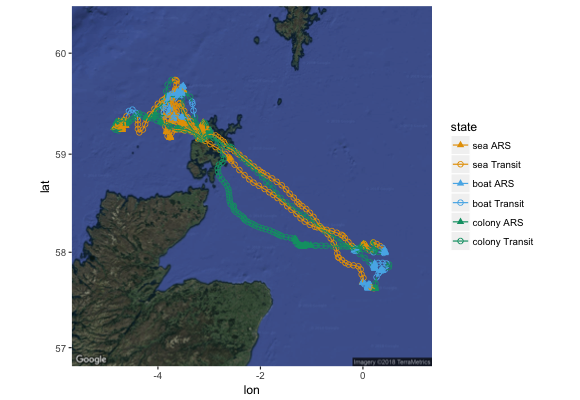 60
59
58
57
lat
-4
-2
0
lon
Google
Imagery ©2018 TerraMetrics
state
sea ARS
sea Transit
boat ARS
boat Transit
colony ARS
colony Transit